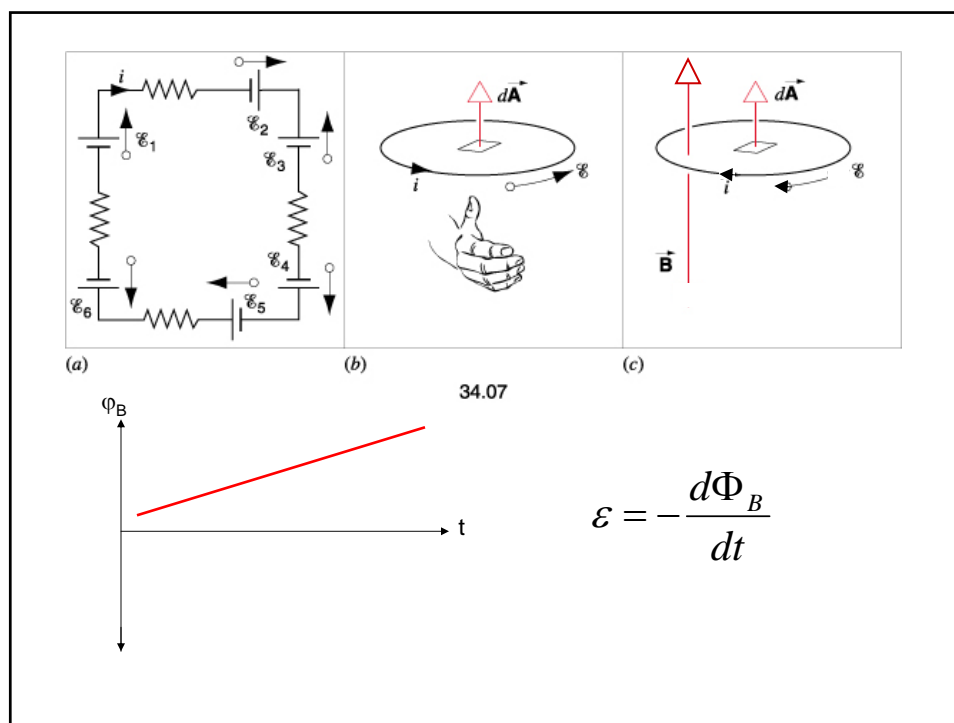 i
ℰ1
ℰ2
ℰ3
ℰ4
ℰ5
ℰ6
dA
i
ℰ
dA
i
ℰ
B
(a)
(b)
(c)
34.07
φB
t
ε = - dΦB / dt